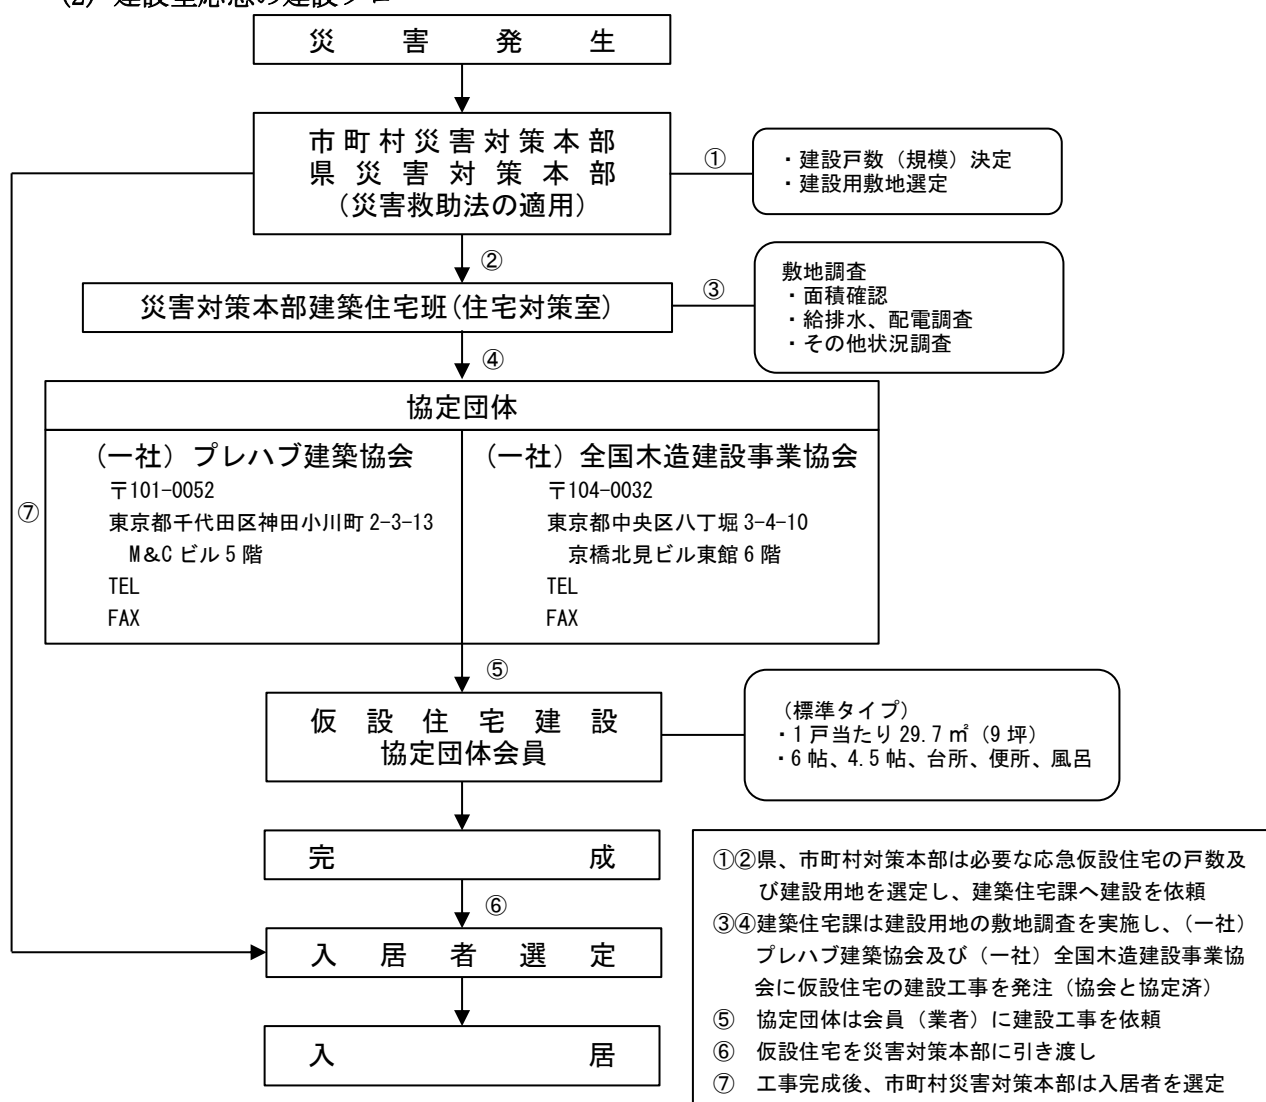 (2) 建設型応急の建設フロー
災害発生
市町村災害対策本部
県災害対策本部
（災害救助法の適用）
①
・建設戸数（規模）決定
・建設用敷地選定
②
災害対策本部建築住宅班（住宅対策室）
③
敷地調査
・面積確認
・給排水、配電調査
・その他状況調査
④
協定団体
（一社）プレハブ建築協会
〒101-0052
東京都千代田区神田小川町 2-3-13
M&C ビル 5 階
TEL
FAX
（一社）全国木造建設事業協会
〒104-0032
東京都中央区八丁堀 3-4-10
京橋北見ビル東館 6 階
TEL
FAX
⑦
⑤
仮設住宅建設
協定団体会員
（標準タイプ）
・1 戸当たり 29.7 ㎡（9 坪）
・6 帖、4.5 帖、台所、便所、風呂
完成
⑥
入居者選定
入居
①②県、市町村対策本部は必要な応急仮設住宅の戸数及
び建設用地を選定し、建築住宅課へ建設を依頼
③④建築住宅課は建設用地の敷地調査を実施し、（一社）
プレハブ建築協会及び（一社）全国木造建設事業協
会に仮設住宅の建設工事を発注（協会と協定済）
⑤ 協定団体は会員（業者）に建設工事を依頼
⑥ 仮設住宅を災害対策本部に引き渡し
⑦ 工事完成後、市町村災害対策本部は入居者を選定